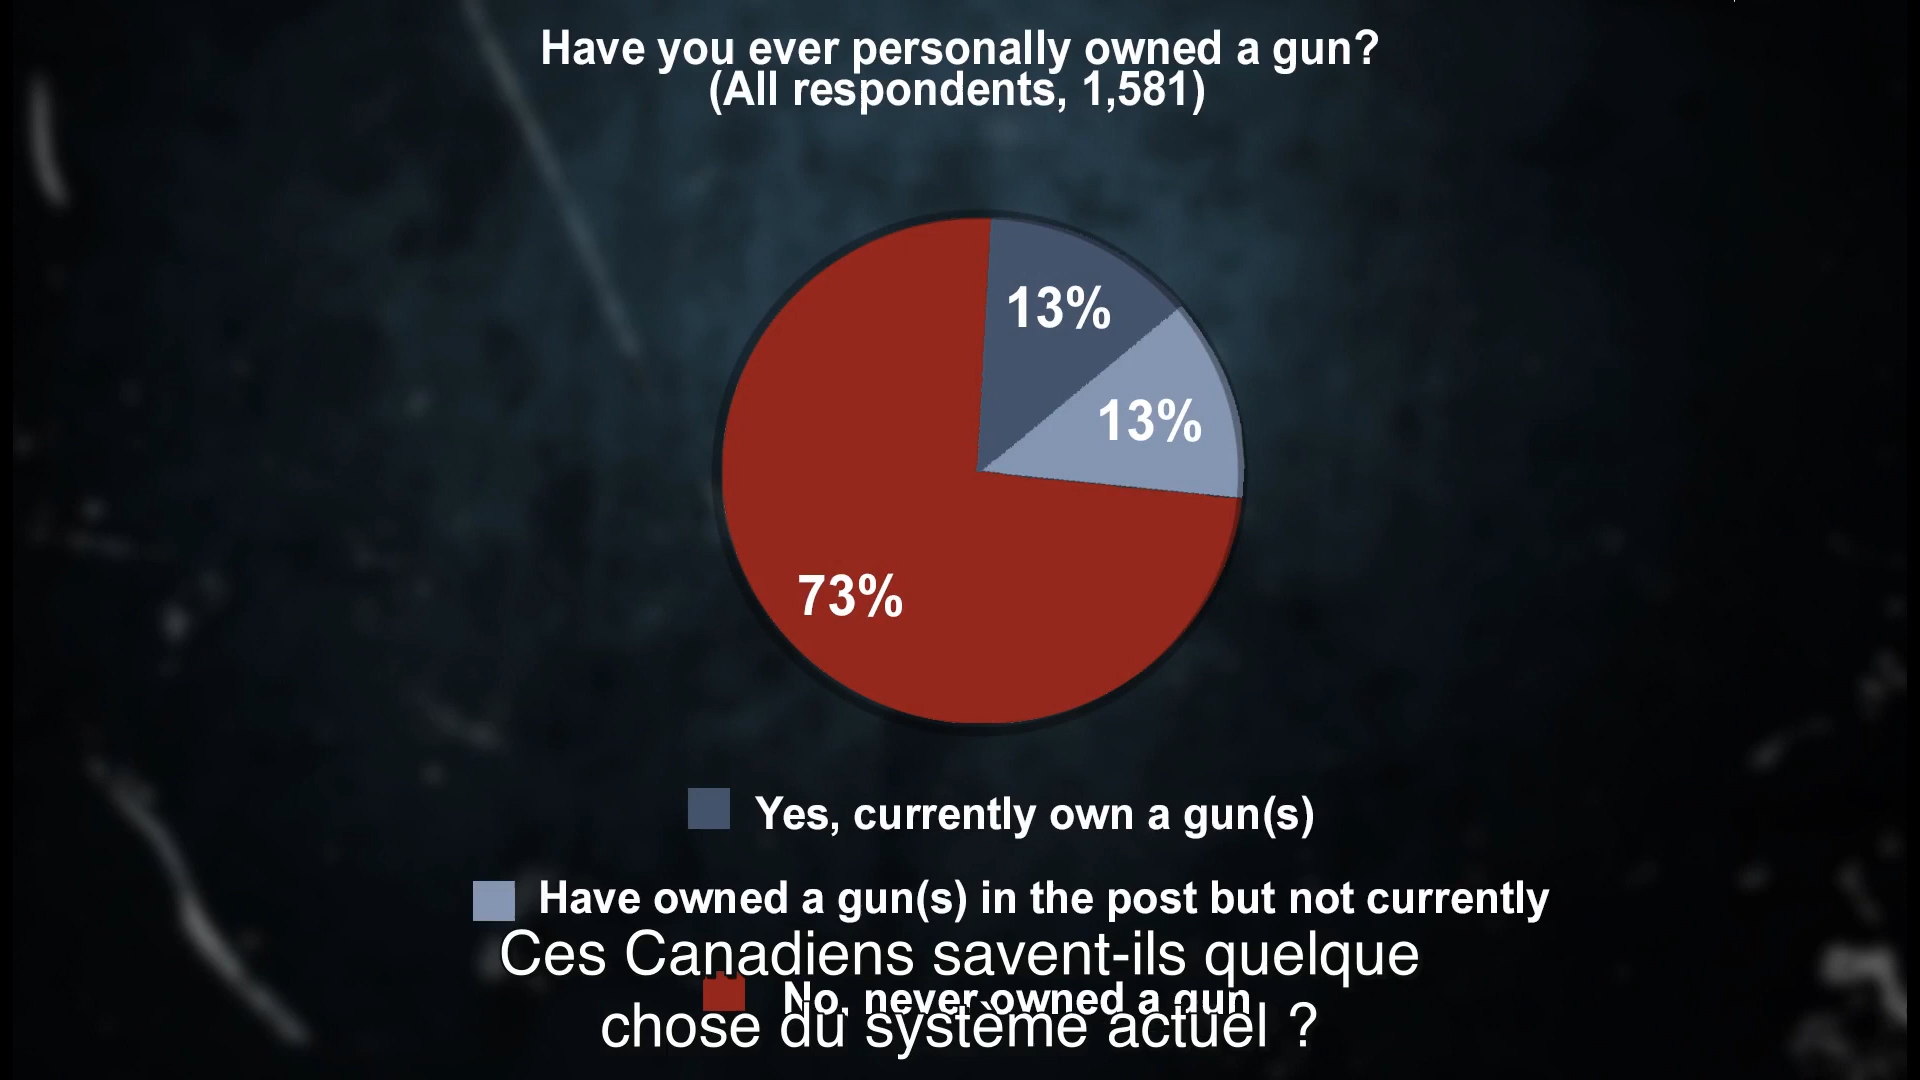 Have you ever personally owned a gun?
(All respondents, 1,581)
13%
13%
73%
Yes, currently own a gun(s)
Have owned a gun(s) in the post but not currently
Ces Canadiens savent-ils quelque
No, never owned a gun
chose du système actuel ?